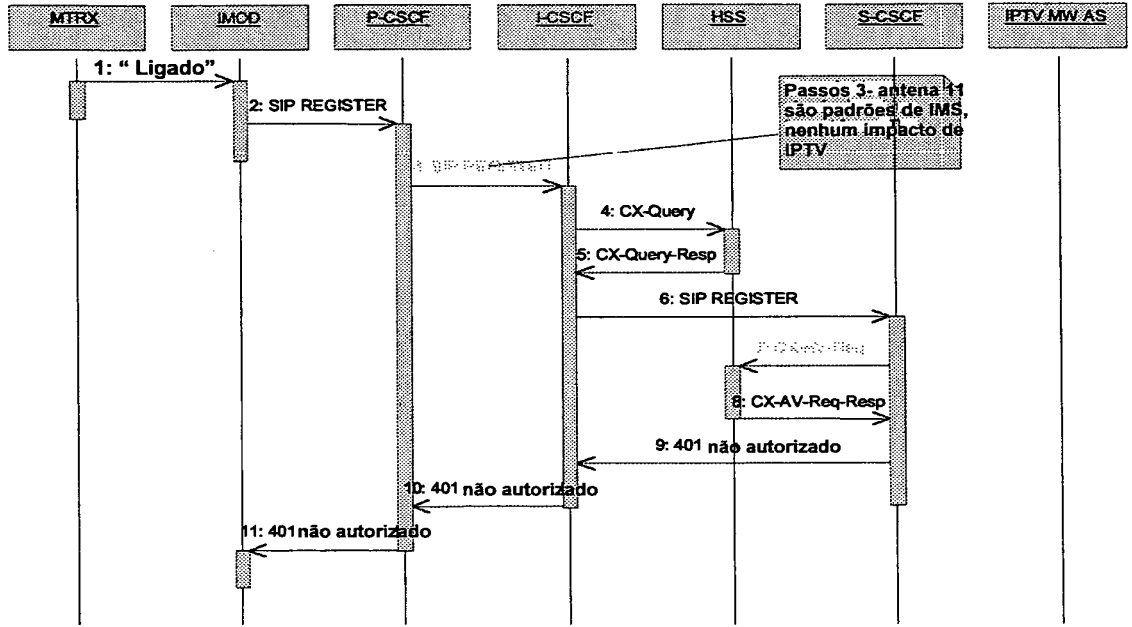 MTRX
IMOD
P-CSCF
I-CSCF
HSS
S-CSCF
IPTV MW AS
1: “ Ligado”
Passos 3- antena 11
são padrões de IMS,
nenhum impacto de
IPTV
2: SIP REGISTER
4: CX-Query
5: CX-Query-Resp
6: SIP REGISTER
8: CX-AV-Req-Resp
9: 401 não autorizado
10: 401 não autorizado
11: 401 não autorizado